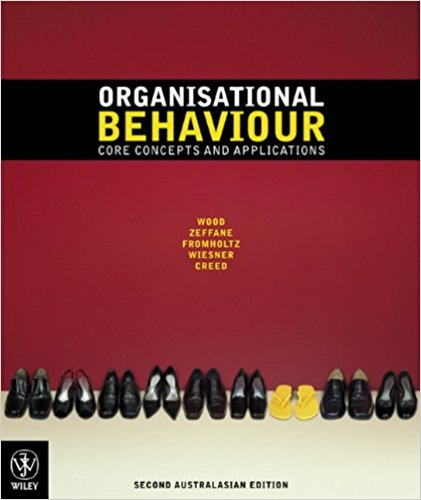 ORGANISATIONAL
BEHAVIOUR
CORE CONCEPTS AND APPLICATIONS
WOOD
ZEFFANE
FROMHOLTZ
WIESNER
CREED
WILEY
SECOND AUSTRALASIAN EDITION